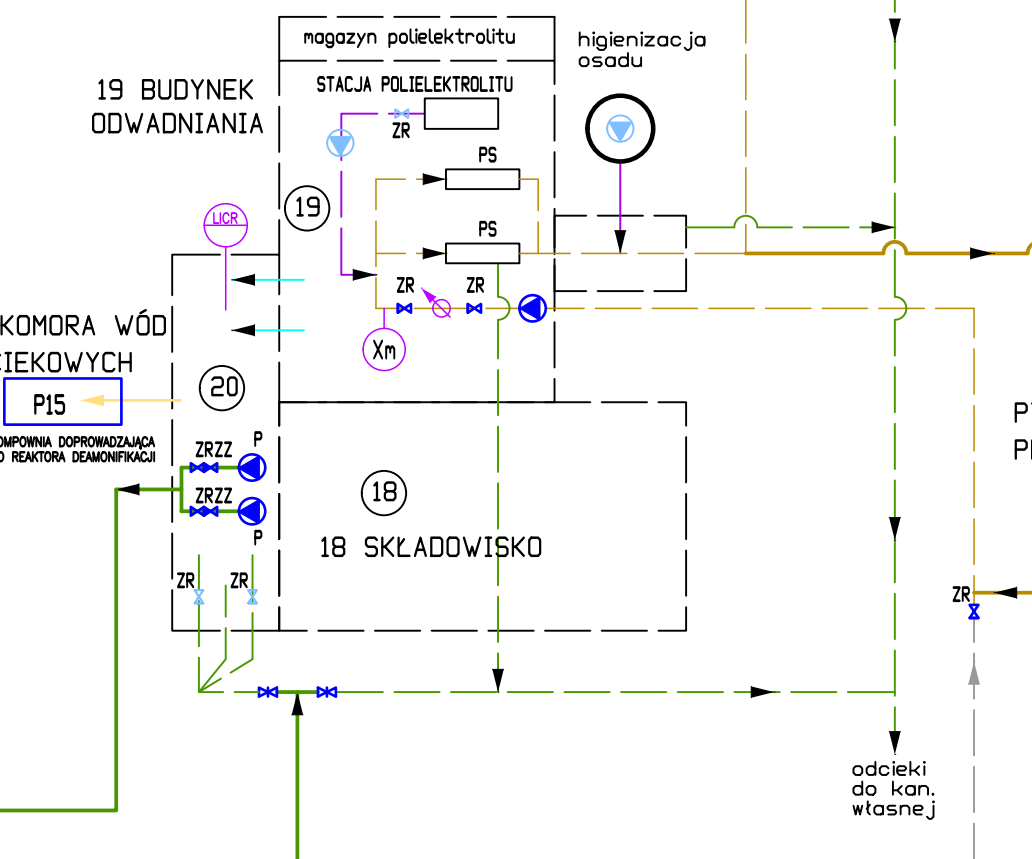 magazyn polielektrolitu
higienizacja
osadu
19 BUDYNEK
ODWADNIANIA
STACJA POLIELEKTROLITU
ZR
PS
19
LICR
PS
ZR
ZR
KOMORA WÓD
CIEKOWYCH
Xm
20
P15
OMPOWNIA DOPROWADZAJĄCA
O REAKTORA DEAMONIFIKACJI
P
ZRZZ
18
ZRZZ
P
18 SKŁADOWISKO
ZR
ZR
ZR
odcieki
do kan.
własnej